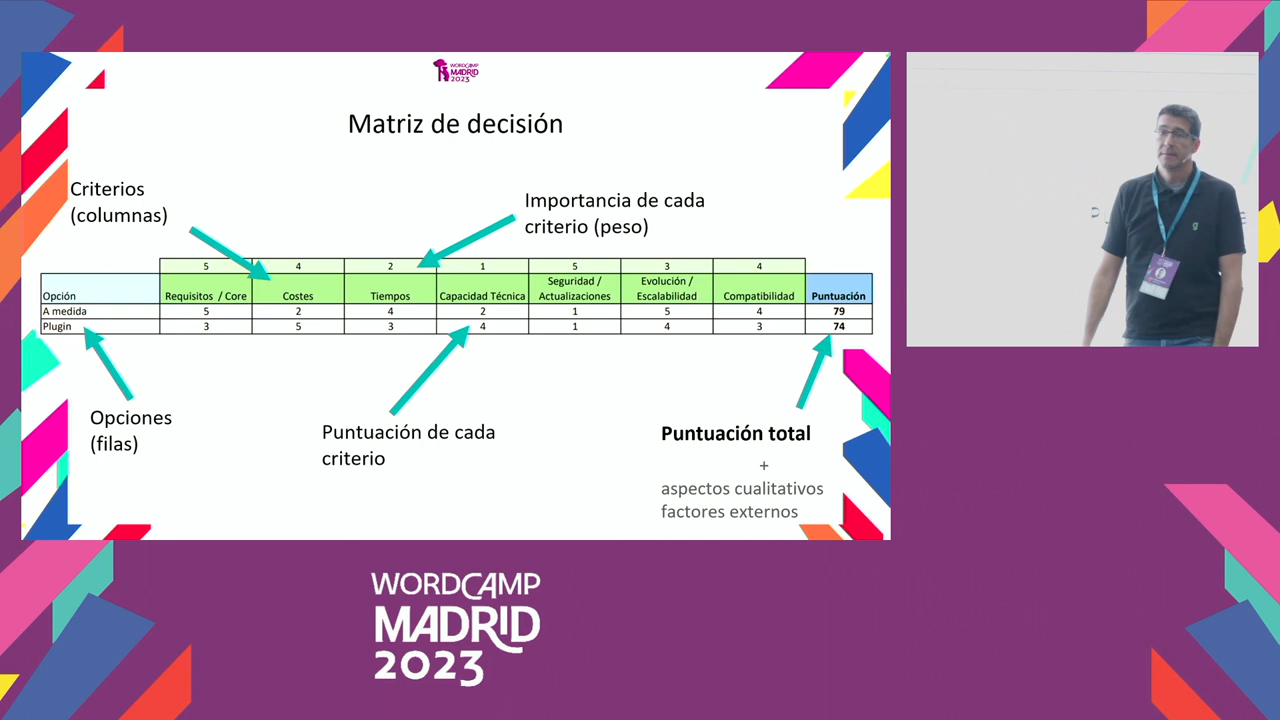 WORDCAMP
MADRID
2023
Matriz de decisión
Criterios
(columnas)
Importancia de cada
criterio (peso)
5 4 2 1 5 3 4
Opción Requisitos / Core Costes Tiempos Capacidad Técnica Seguridad / Actualizaciones Evolución / Escalabilidad Compatibilidad Puntuación
A medida 5 2 4 2 1 5 4 79
Plugin 3 5 3 4 1 4 3 74
Opciones
(filas)
Puntuación de cada
criterio
Puntuación total
+
aspectos cualitativos
factores externos
WORDCAMP
MADRID
2023